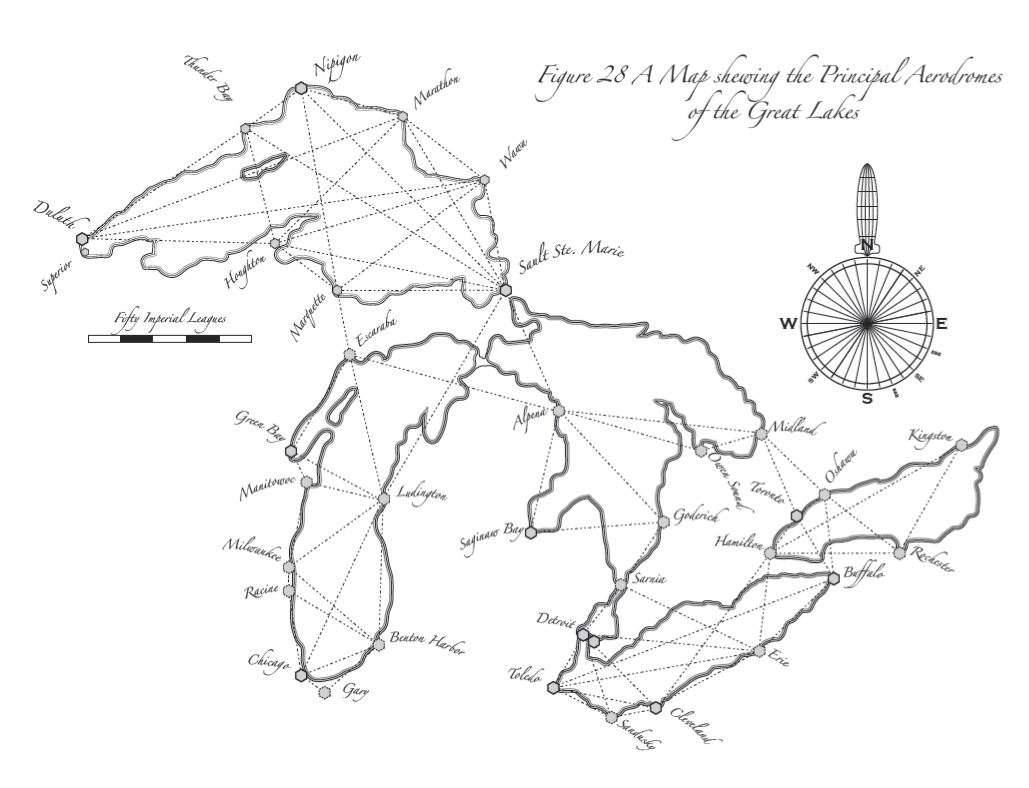 Figure 28 A Map shewing the Principal Aerodromes
of the Great Lakes
Thunder Bay
Nipigon
Marathon
Wawa
Duluth
Superior
Houghton
Sault Ste. Marie
Marquette
Fifty Imperial Leagues
Escaraba
N
NW
NE
W
E
ESE
SW
SE
SSE
S
Green Bay
Alpena
Midland
Kingston
Manitowoc
Ludington
Owen Sound
Toronto
Oshawa
Saginaw Bay
Goderich
Milwaukee
Hamilton
Rochester
Racine
Sarnia
Buffalo
Detroit
Benton Harbor
Chicago
Gary
Toledo
Erie
Cleveland
Sandusky